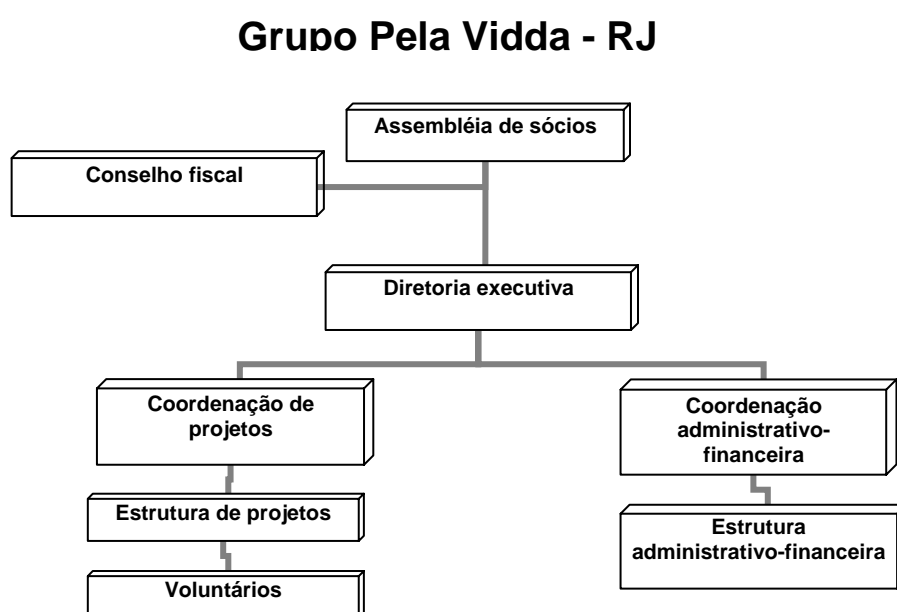 Grupo Pela Vidda - RJ
Assembléia de sócios
Conselho fiscal
Diretoria executiva
Coordenação de
projetos
Coordenação
administrativo-
financeira
Estrutura de projetos
Estrutura
administrativo-financeira
Voluntários